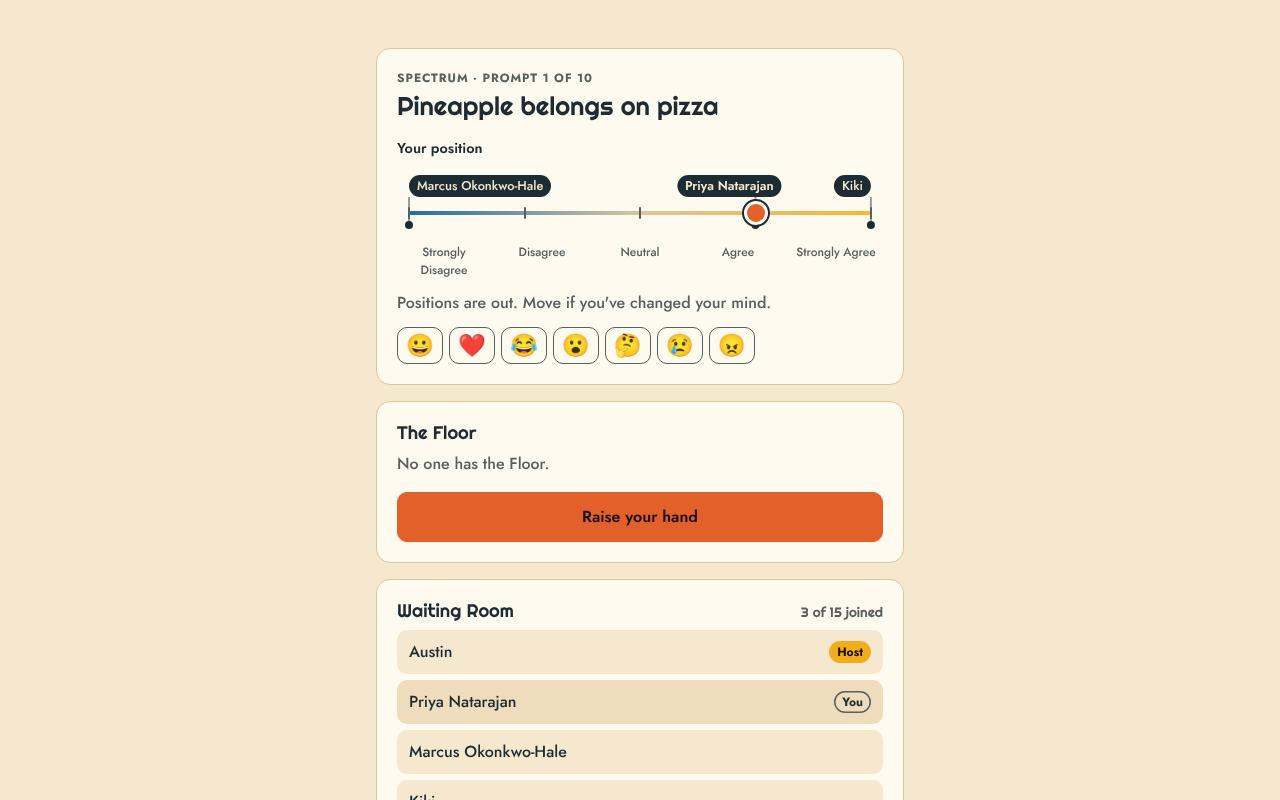 SPECTRUM · PROMPT 1 OF 10
Pineapple belongs on pizza
Your position
Marcus Okonkwo-Hale Priya Natarajan Kiki
Strongly Disagree Disagree Neutral Agree Strongly Agree
Positions are out. Move if you've changed your mind.
The Floor
No one has the Floor.
Raise your hand
Waiting Room 3 of 15 joined
Austin Host
Priya Natarajan You
Marcus Okonkwo-Hale
Kiki